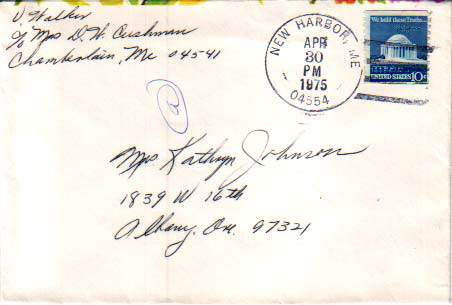 V. Walker
c/o Mrs D. W. Cushman
Chamberlain, Me 04541
NEW HARBOR, ME.
APR
30
PM
1975
04554
We hold these Truths...
UNITED STATES 10c
Mrs Kathryn Johnson
1839 W 16th
Albany, Ore. 97321